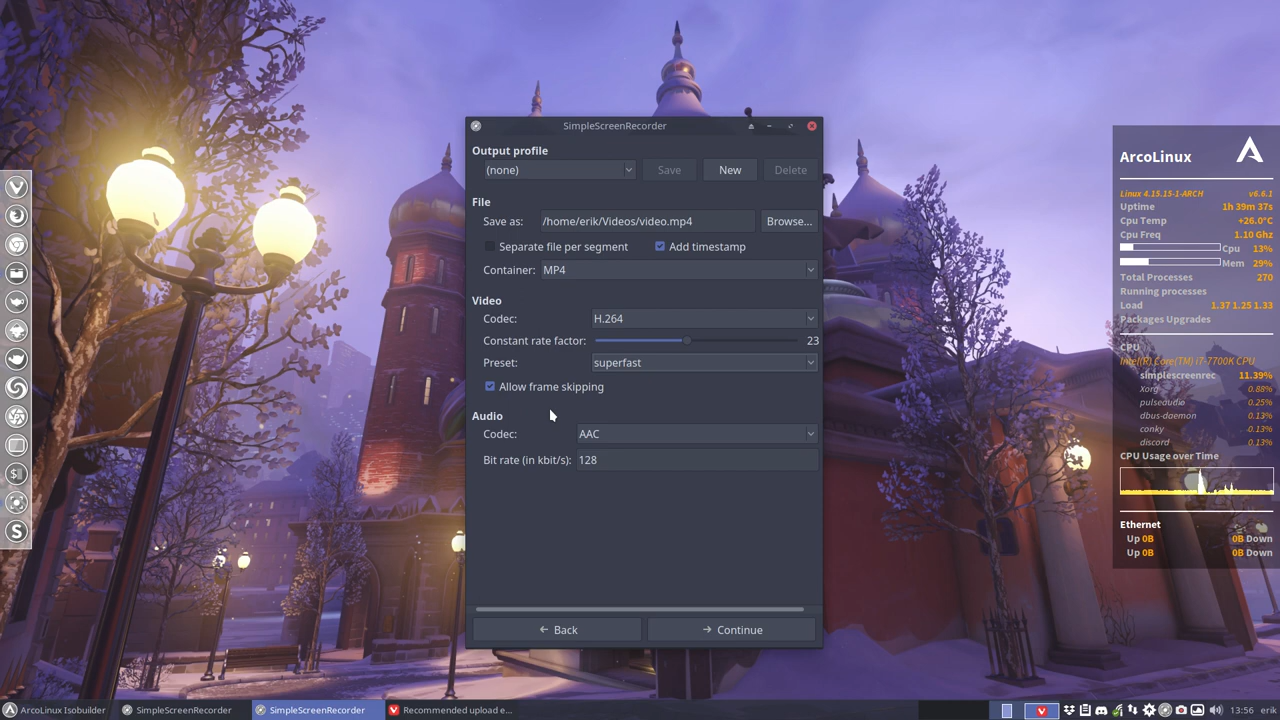 SimpleScreenRecorder
Output profile
(none) Save New Delete
File
Save as: /home/erik/Videos/video.mp4 Browse...
Separate file per segment Add timestamp
Container: MP4
Video
Codec: H.264
Constant rate factor: 23
Preset: superfast
Allow frame skipping
Audio
Codec: AAC
Bit rate (in kbit/s): 128
Back Continue
ArcoLinux
Linux 4.15.15-1-ARCH v6.6.1
Uptime 1h 39m 37s
Cpu Temp +26.0°C
Cpu Freq 1.10 Ghz
Cpu 13%
Mem 29%
Total Processes 270
Running processes
Load 1.37 1.25 1.33
Packages Upgrades
CPU
Intel(R) Core(TM) i7-7700K CPU
simplescreenrec 11.39%
Xorg 0.88%
pulseaudio 0.25%
dbus-daemon 0.13%
conky 0.13%
discord 0.13%
CPU Usage over Time
Ethernet
Up 0B 0B Down
Up 0B 0B Down
ArcoLinux Isobuilder SimpleScreenRecorder SimpleScreenRecorder Recommended upload e... 13:56 erik